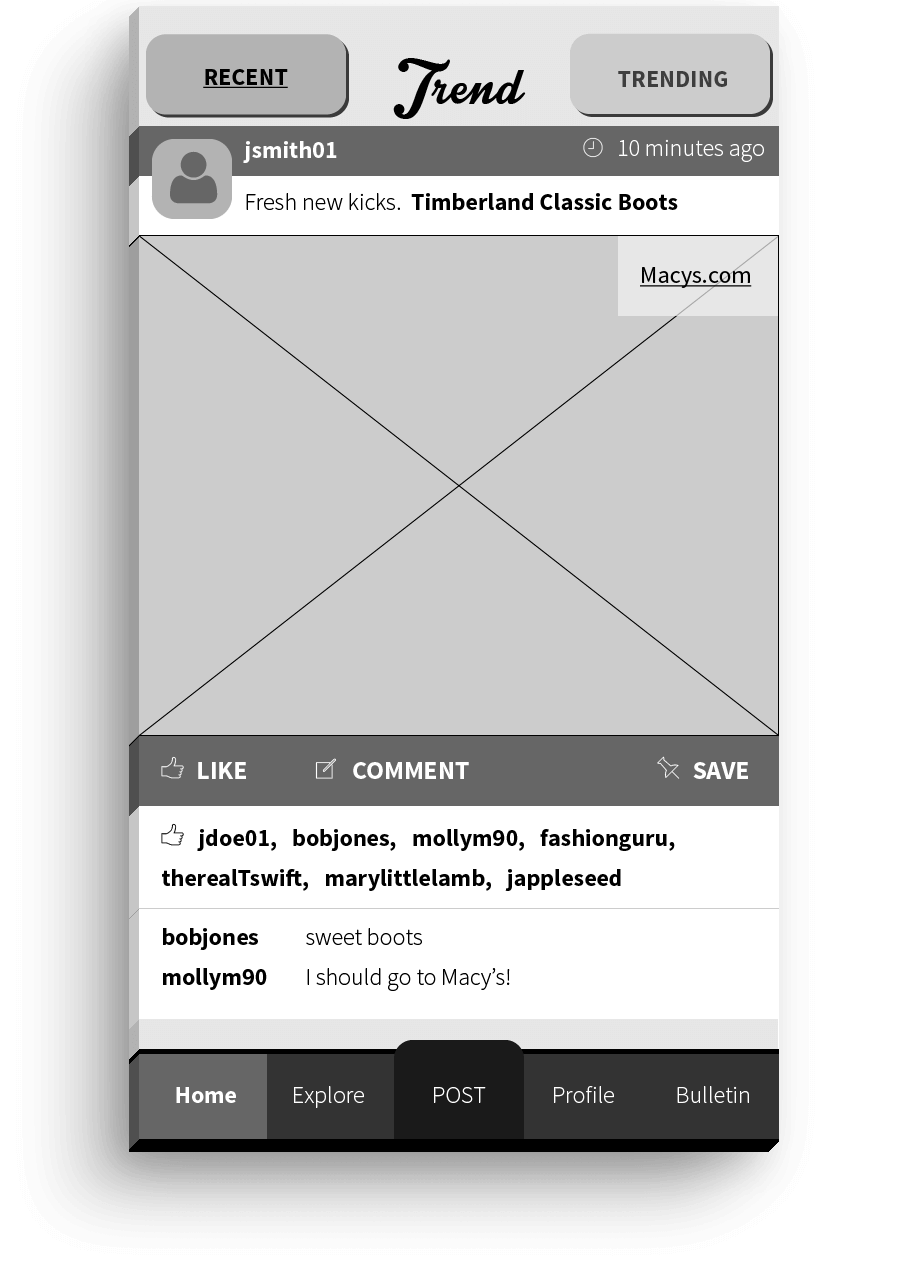 RECENT Trend TRENDING
jsmith01 10 minutes ago
Fresh new kicks. Timberland Classic Boots
Macys.com
LIKE COMMENT SAVE
jdoe01, bobjones, mollym90, fashionguru,
therealTswift, marylittlelamb, jappleseed
bobjones sweet boots
mollym90 I should go to Macy’s!
Home Explore POST Profile Bulletin